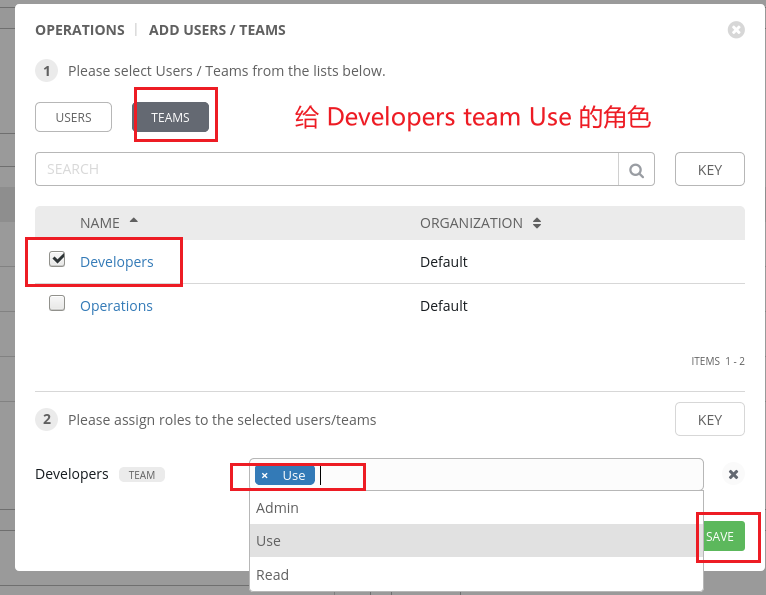 OPERATIONS | ADD USERS / TEAMS
1 Please select Users / Teams from the lists below.
USERS TEAMS
给 Developers team Use 的角色
SEARCH KEY
NAME ORGANIZATION
Developers Default
Operations Default
ITEMS 1 - 2
2 Please assign roles to the selected users/teams KEY
Developers TEAM × Use
Admin
Use
SAVE
Read